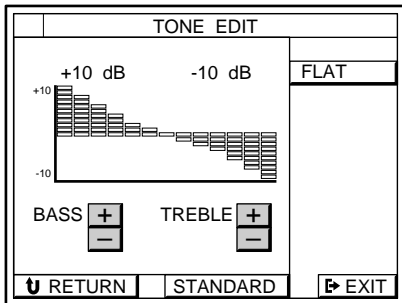 TONE EDIT
+10 dB -10 dB FLAT
+10
-10
BASS + TREBLE +
− −
RETURN STANDARD EXIT